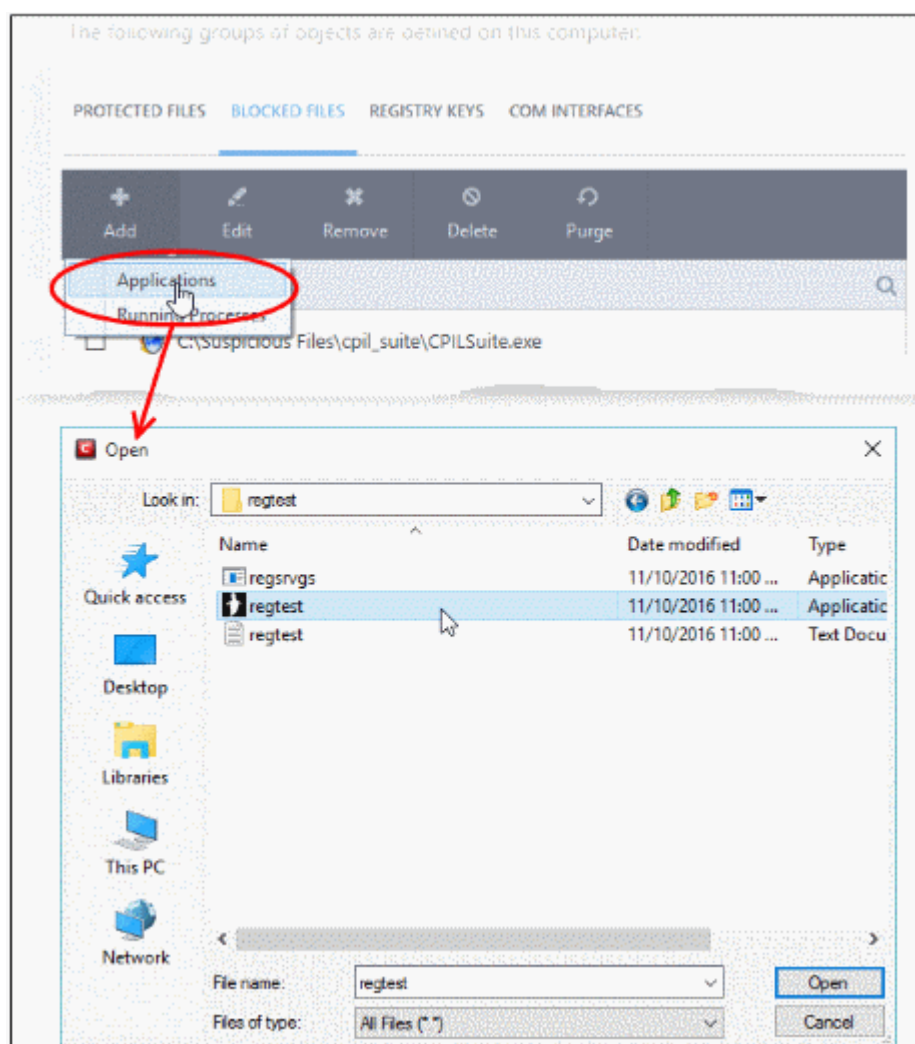 The following groups of objects are defined on this computer:
PROTECTED FILES BLOCKED FILES REGISTRY KEYS COM INTERFACES
Add Edit Remove Delete Purge
Applications
Running Processes
C:\Suspicious Files\cpil_suite\CPILSuite.exe
Open
Look in: regtest
Name Date modified Type
regsrvgs 11/10/2016 11:00 ... Applicatic
regtest 11/10/2016 11:00 ... Applicatic
regtest 11/10/2016 11:00 ... Text Docu
Quick access
Desktop
Libraries
This PC
Network
File name: regtest Open
Files of type: All Files (*.*) Cancel